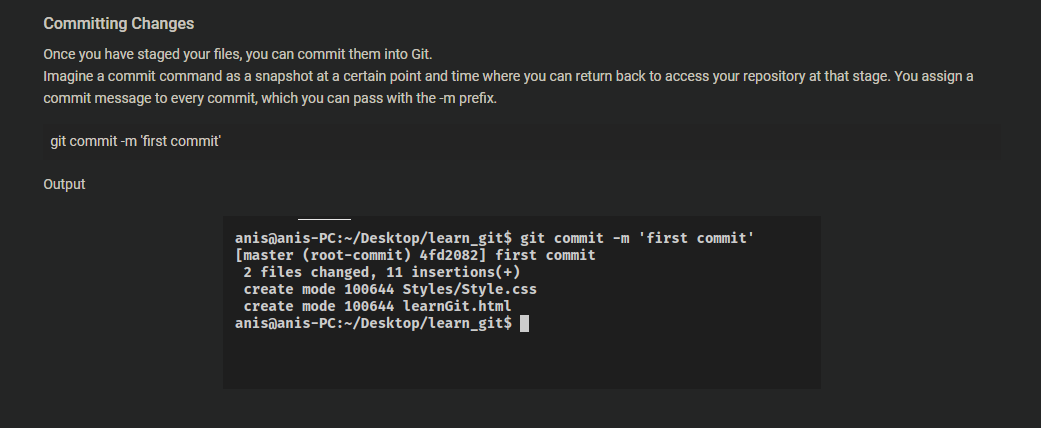 Committing Changes
Once you have staged your files, you can commit them into Git.
Imagine a commit command as a snapshot at a certain point and time where you can return back to access your repository at that stage. You assign a
commit message to every commit, which you can pass with the -m prefix.
git commit -m 'first commit'
Output
anis@anis-PC:~/Desktop/learn_git$ git commit -m 'first commit'
[master (root-commit) 4fd2082] first commit
 2 files changed, 11 insertions(+)
 create mode 100644 Styles/Style.css
 create mode 100644 learnGit.html
anis@anis-PC:~/Desktop/learn_git$